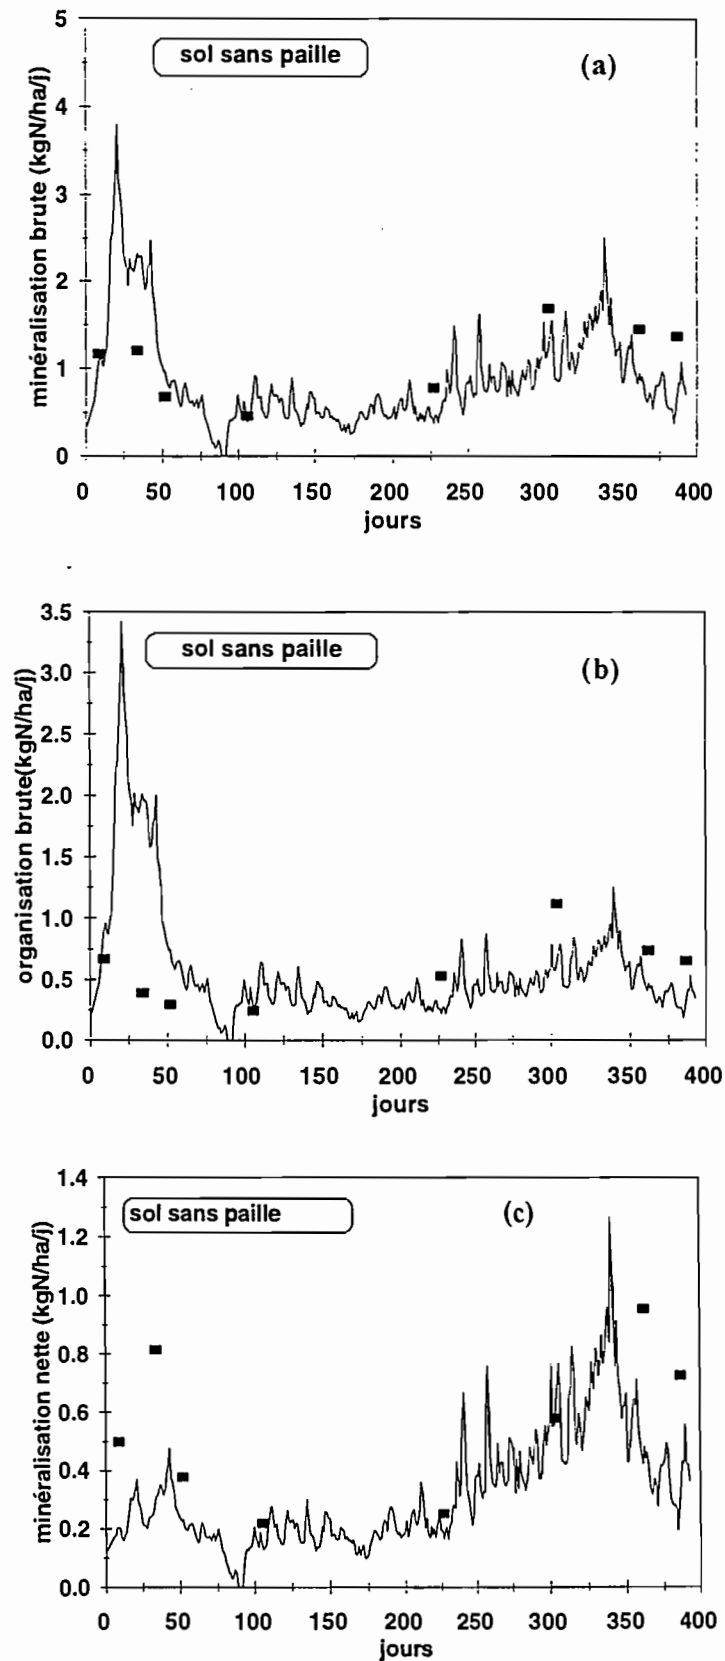 sol sans paille
(a)
minéralisation brute (kgN/ha/j)
5
4
3
2
1
0
0 50 100 150 200 250 300 350 400
jours
sol sans paille
(b)
organisation brute(kgN/ha/j)
3.5
3.0
2.5
2.0
1.5
1.0
0.5
0.0
0 50 100 150 200 250 300 350 400
jours
sol sans paille
(c)
minéralisation nette (kgN/ha/j)
1.4
1.2
1.0
0.8
0.6
0.4
0.2
0.0
0 50 100 150 200 250 300 350 400
jours